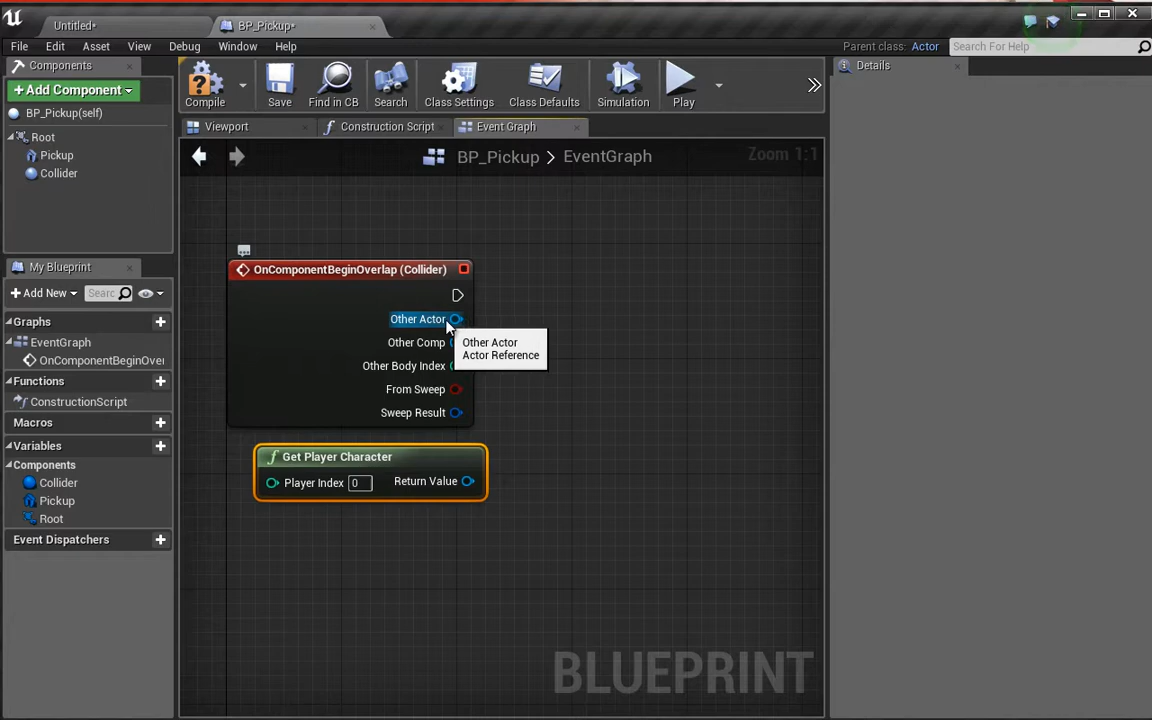 Untitled*
BP_Pickup*
File Edit Asset View Debug Window Help
Parent class: Actor
Search For Help
Components
Add Component
BP_Pickup(self)
Root
Pickup
Collider
Compile
Save
Find in CB
Search
Class Settings
Class Defaults
Simulation
Play
Details
Viewport
Construction Script
Event Graph
BP_Pickup > EventGraph
Zoom 1:1
My Blueprint
Add New
Searc
Graphs
EventGraph
OnComponentBeginOver
Functions
ConstructionScript
Macros
Variables
Components
Collider
Pickup
Root
Event Dispatchers
OnComponentBeginOverlap (Collider)
Other Actor
Other Comp
Other Body Index
From Sweep
Sweep Result
Other Actor
Actor Reference
Get Player Character
Player Index 0
Return Value
BLUEPRINT